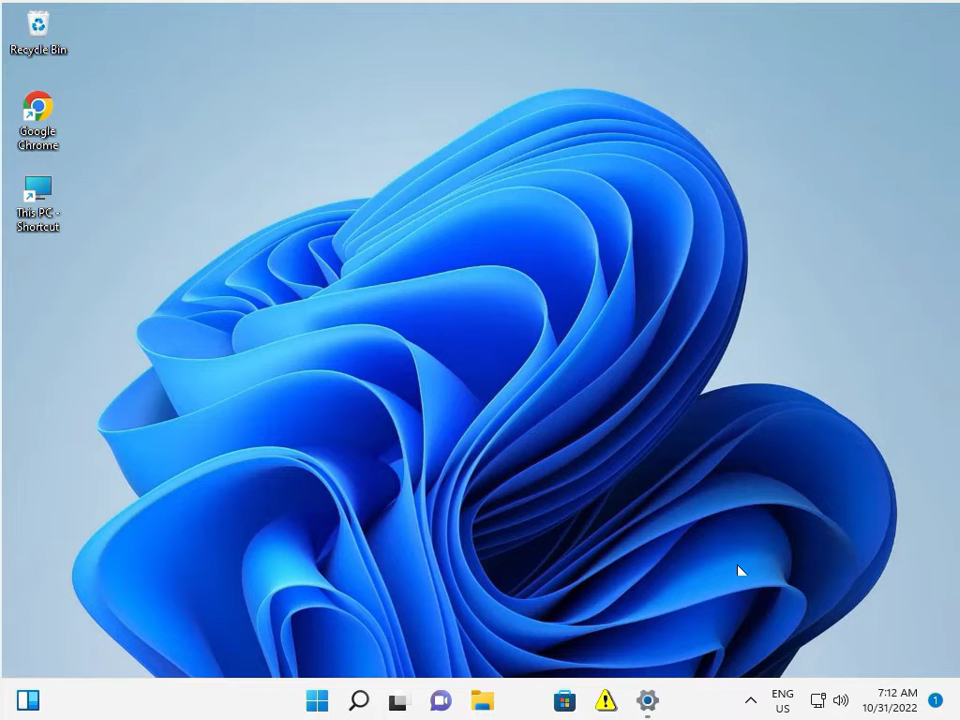 Recycle Bin
Google
Chrome
This PC -
Shortcut
ENG
US
7:12 AM
10/31/2022
1